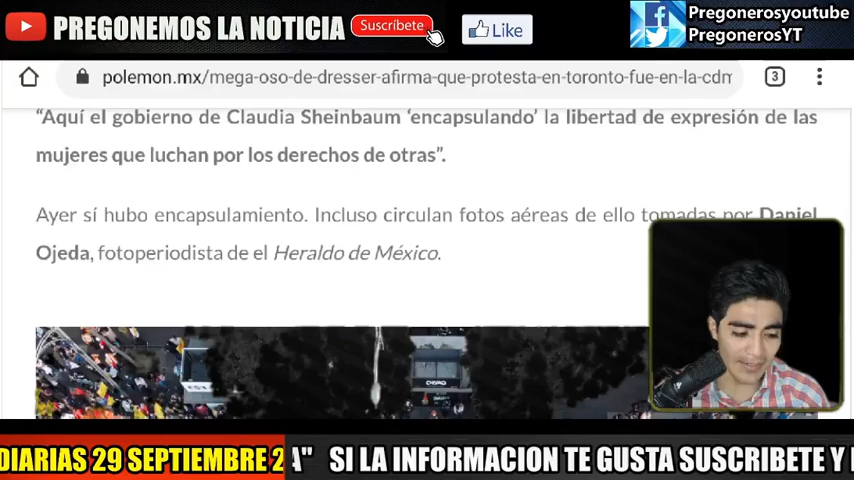 PREGONEMOS LA NOTICIA
Suscríbete
Like
Pregonerosyoutube
PregonerosYT
polemon.mx/mega-oso-de-dresser-afirma-que-protesta-en-toronto-fue-en-la-cdm
3
“Aquí el gobierno de Claudia Sheinbaum ‘encapsulando’ la libertad de expresión de las
mujeres que luchan por los derechos de otras”.
Ayer sí hubo encapsulamiento. Incluso circulan fotos aéreas de ello tomadas por Daniel
Ojeda, fotoperiodista de el Heraldo de México.
DIARIAS 29 SEPTIEMBRE 2
A" SI LA INFORMACION TE GUSTA SUSCRIBETE Y